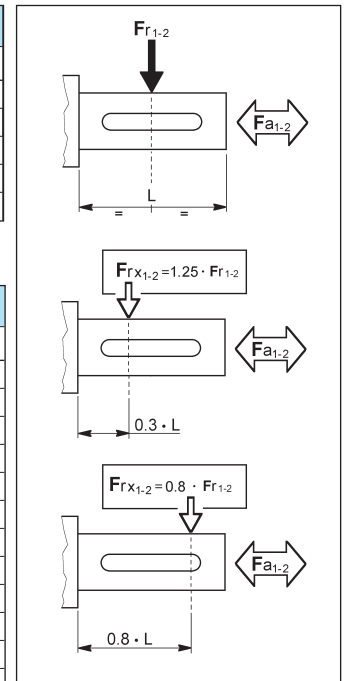 Fr1-2
Fa1-2
L
= =
Frx1-2=1.25 · Fr1-2
Fa1-2
0.3 · L
Frx1-2=0.8 · Fr1-2
Fa1-2
0.8 · L